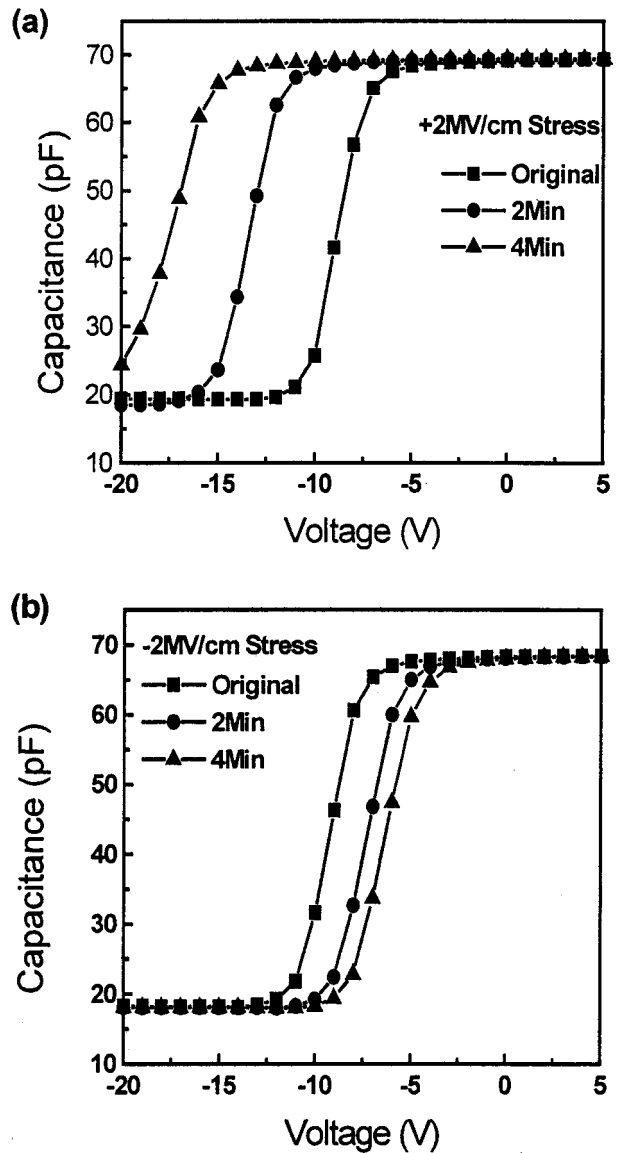 (a)
70
60
50
40
30
20
10
Capacitance (pF)
+2MV/cm Stress
Original
2Min
4Min
-20 -15 -10 -5 0 5
Voltage (V)
(b)
70
60
50
40
30
20
10
Capacitance (pF)
-2MV/cm Stress
Original
2Min
4Min
-20 -15 -10 -5 0 5
Voltage (V)